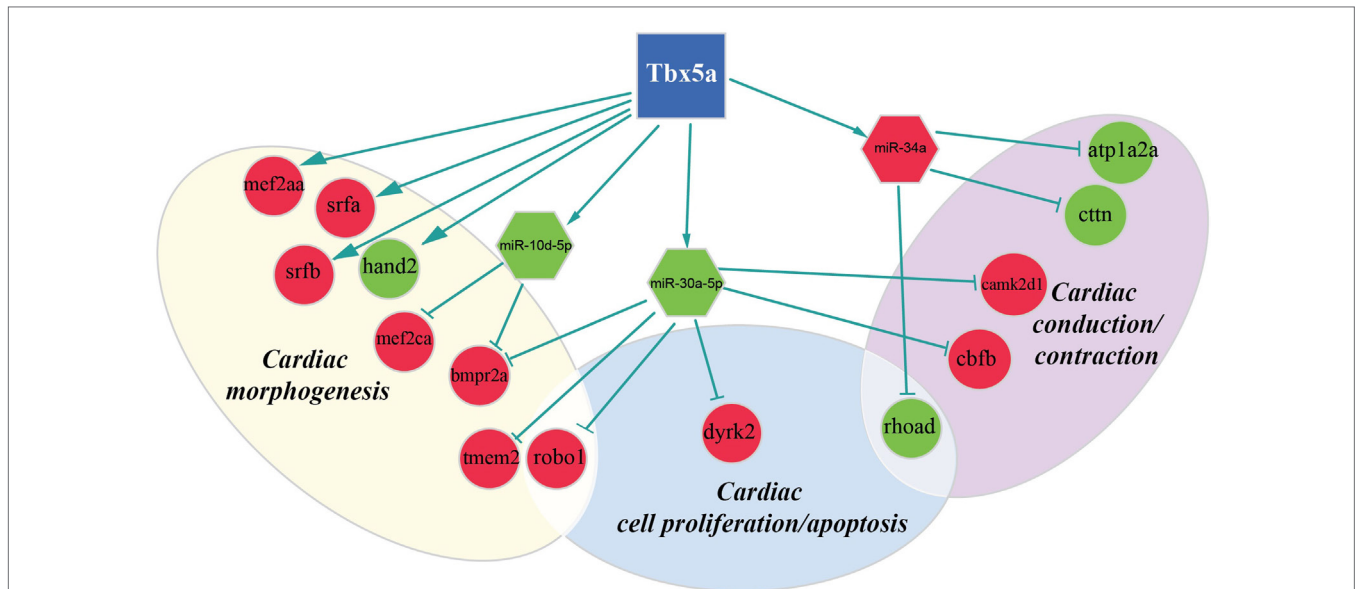 Tbx5a
miR-34a
atp1a2a
mef2aa
srfa
cttn
miR-10d-5p
srfb
hand2
miR-30a-5p
camk2d1
Cardiac
conduction/
contraction
mef2ca
cbfb
Cardiac
morphogenesis
bmpr2a
rhoad
dyrk2
tmem2
robo1
Cardiac
cell proliferation/apoptosis